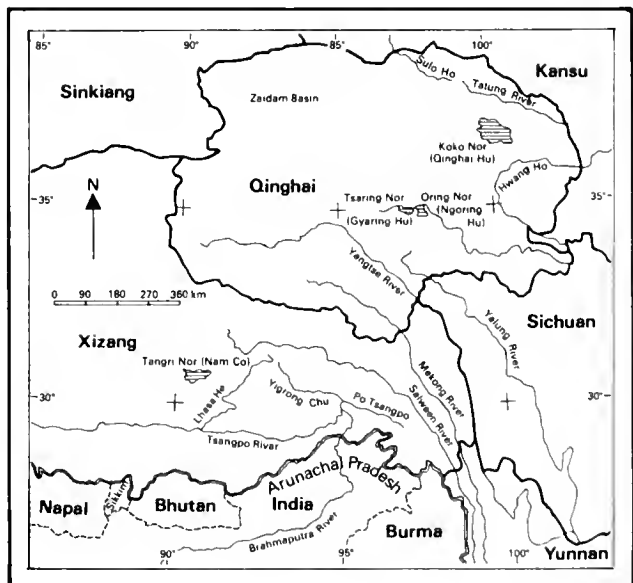 85°
90°
85°
100°
Sulo Ho
Kansu
Sinkiang
Tatung River
Zaidam Basin
Koko Nor
(Qinghai Hu)
Hwang Ho
N
Qinghai
Tsaring Nor
Oring Nor
35°
35°
(Gyaring Hu)
(Ngoring
Hu)
Yangtse River
0 90 180 270 360 km
Yalung River
Sichuan
Xizang
Tangri Nor (Nam Co)
Mekong River
Salween River
30°
30°
Lhasa He
Yigrong Chu
Po Tsangpo
Tsangpo River
Arunachal Pradesh
Napal
Sikkim
Bhutan
India
Burma
Brahmaputra River
Yunnan
90°
95°
100°